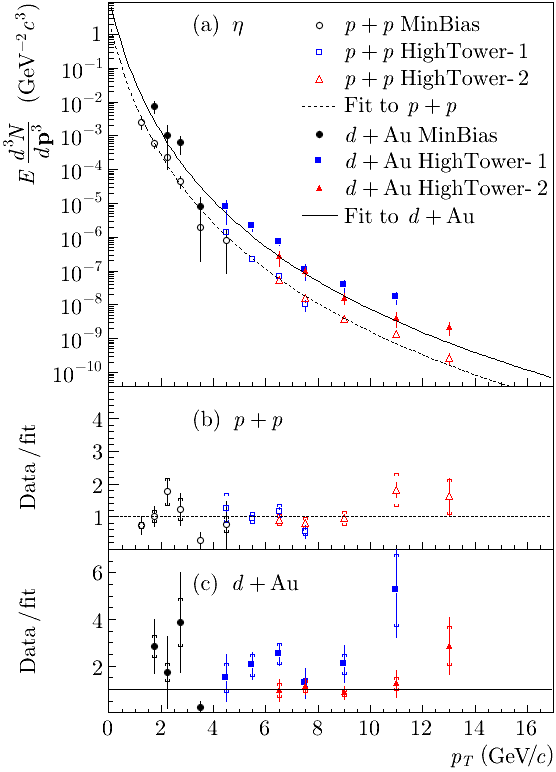 (a) η
p + p MinBias
p + p HighTower- 1
p + p HighTower- 2
Fit to p + p
d + Au MinBias
d + Au HighTower- 1
d + Au HighTower- 2
Fit to d + Au
E d³N / dp³ (GeV⁻²c³)
1
10⁻¹
10⁻²
10⁻³
10⁻⁴
10⁻⁵
10⁻⁶
10⁻⁷
10⁻⁸
10⁻⁹
10⁻¹⁰
(b) p + p
Data / fit
4
3
2
1
(c) d + Au
Data / fit
6
4
2
0 2 4 6 8 10 12 14 16
p_T (GeV/c)